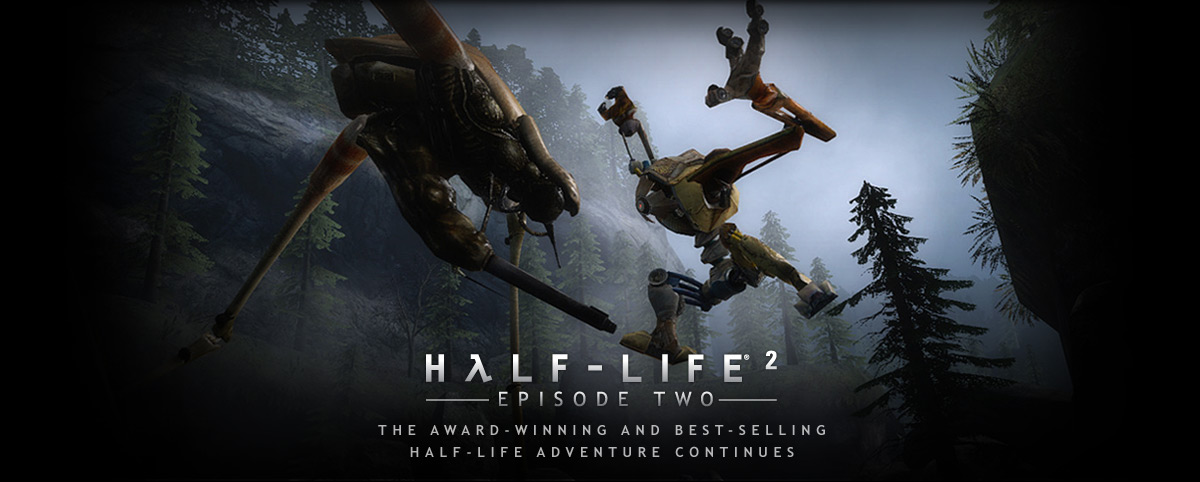 HλLF-LIFE® 2
EPISODE TWO
THE AWARD-WINNING AND BEST-SELLING
HALF-LIFE ADVENTURE CONTINUES